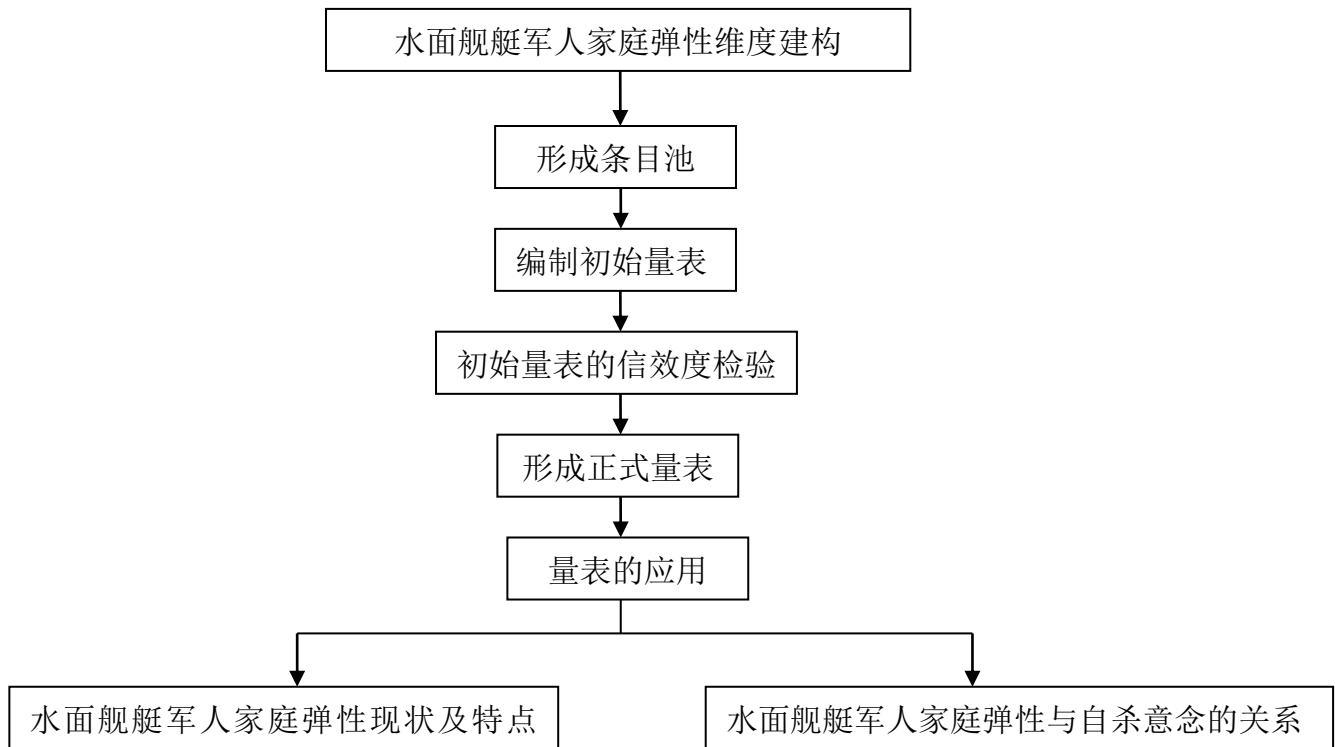 水面舰艇军人家庭弹性维度建构
形成条目池
编制初始量表
初始量表的信效度检验
形成正式量表
量表的应用
水面舰艇军人家庭弹性现状及特点
水面舰艇军人家庭弹性与自杀意念的关系